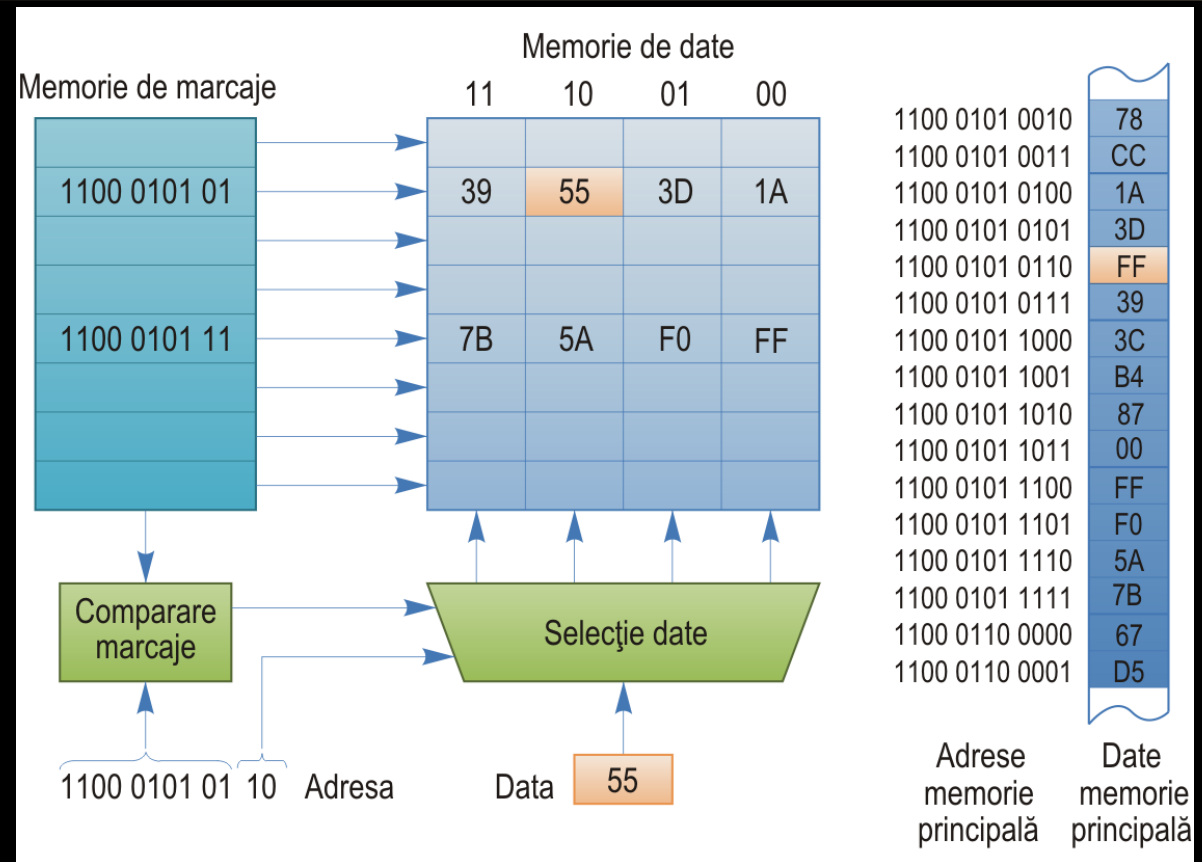 Memorie de date
Memorie de marcaje
11 10 01 00
1100 0101 01
39 55 3D 1A
1100 0101 11
7B 5A F0 FF
Comparare
marcaje
Selecţie date
1100 0101 01 10 Adresa
Data 55
1100 0101 0010 78
1100 0101 0011 CC
1100 0101 0100 1A
1100 0101 0101 3D
1100 0101 0110 FF
1100 0101 0111 39
1100 0101 1000 3C
1100 0101 1001 B4
1100 0101 1010 87
1100 0101 1011 00
1100 0101 1100 FF
1100 0101 1101 F0
1100 0101 1110 5A
1100 0101 1111 7B
1100 0110 0000 67
1100 0110 0001 D5
Adrese
memorie
principală
Date
memorie
principală